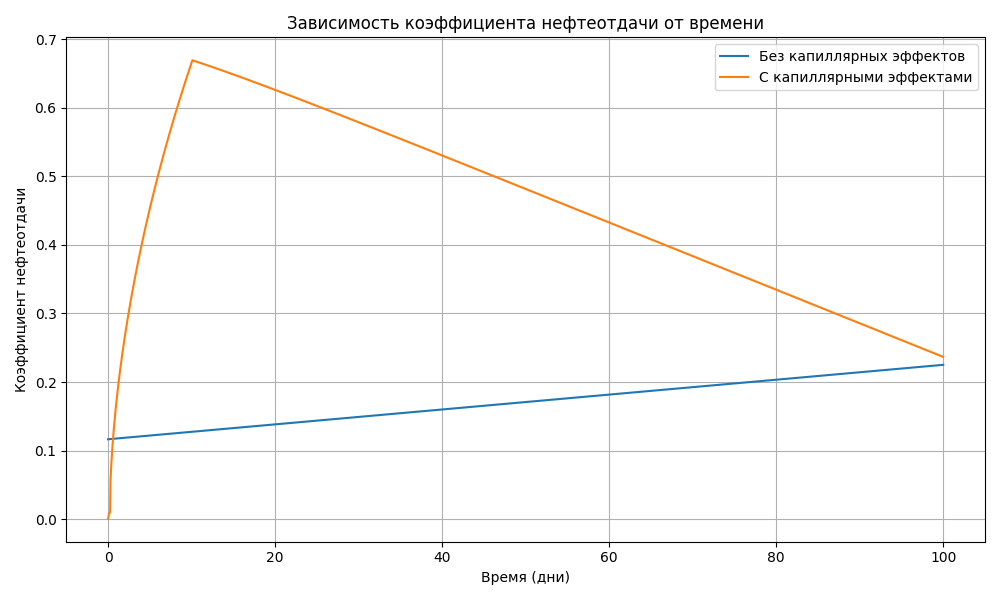 Зависимость коэффициента нефтеотдачи от времени
Без капиллярных эффектов
С капиллярными эффектами
Коэффициент нефтеотдачи
0.7
0.6
0.5
0.4
0.3
0.2
0.1
0.0
0 20 40 60 80 100
Время (дни)